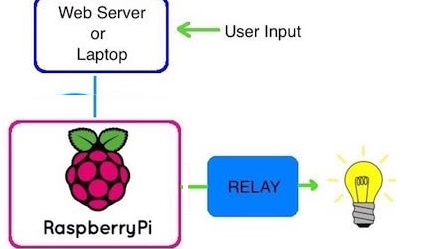 Web Server
or
Laptop
User Input
RaspberryPi
RELAY